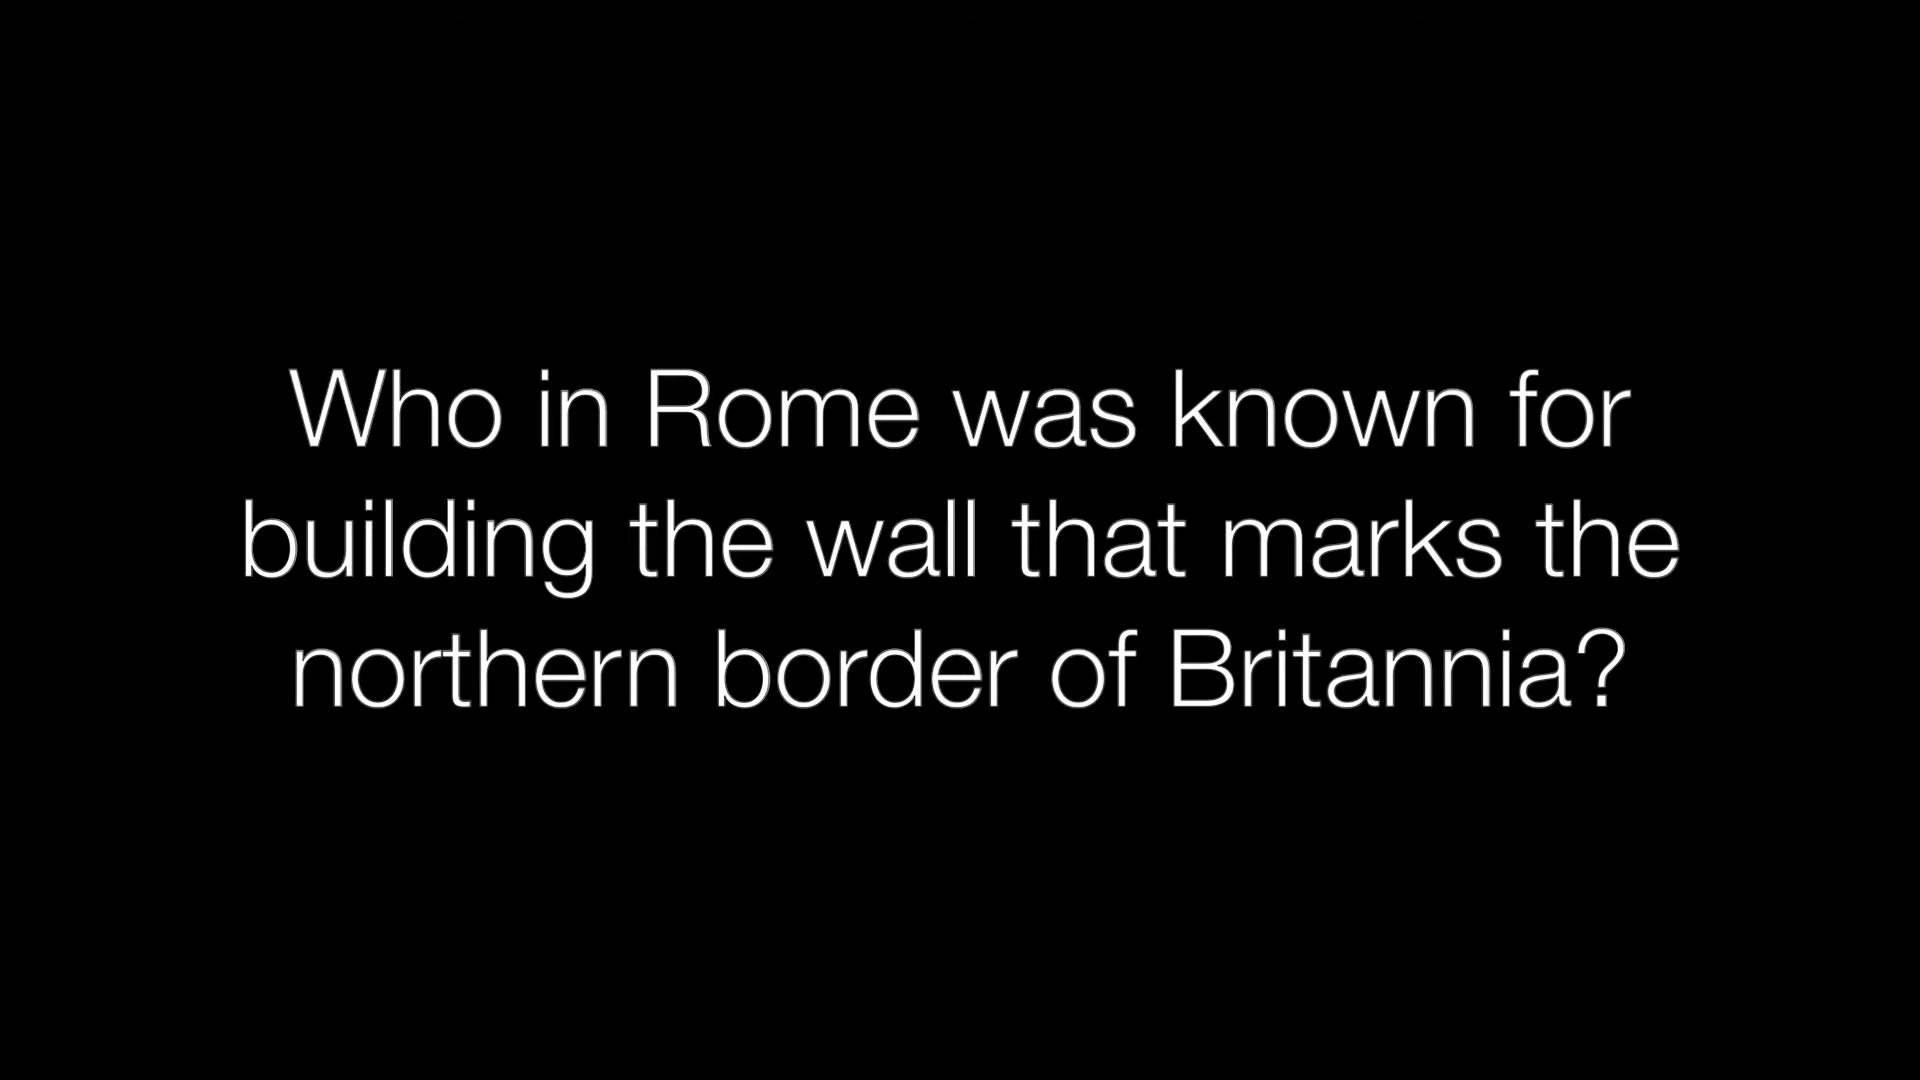 Who in Rome was known for
building the wall that marks the
northern border of Britannia?